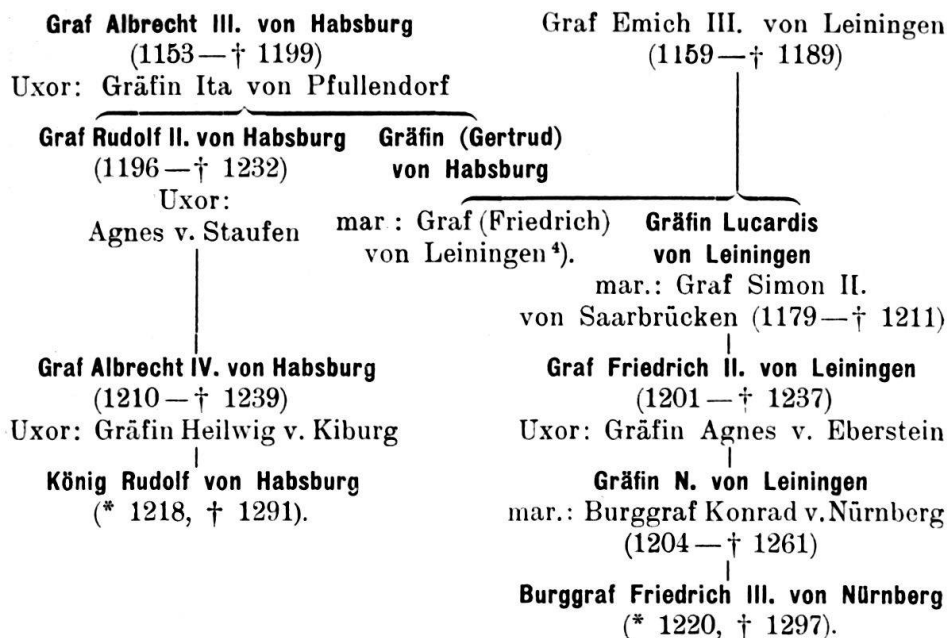 Graf Albrecht III. von Habsburg
(1153—† 1199)
Uxor: Gräfin Ita von Pfullendorf
Graf Rudolf II. von Habsburg
(1196—† 1232)
Uxor:
Agnes v. Staufen
Gräfin (Gertrud)
von Habsburg
mar.: Graf (Friedrich)
von Leiningen⁴).
Graf Albrecht IV. von Habsburg
(1210—† 1239)
Uxor: Gräfin Heilwig v. Kiburg
König Rudolf von Habsburg
(* 1218, † 1291).
Graf Emich III. von Leiningen
(1159—† 1189)
Gräfin Lucardis
von Leiningen
mar.: Graf Simon II.
von Saarbrücken (1179—† 1211)
Graf Friedrich II. von Leiningen
(1201—† 1237)
Uxor: Gräfin Agnes v. Eberstein
Gräfin N. von Leiningen
mar.: Burggraf Konrad v. Nürnberg
(1204—† 1261)
Burggraf Friedrich III. von Nürnberg
(* 1220, † 1297).